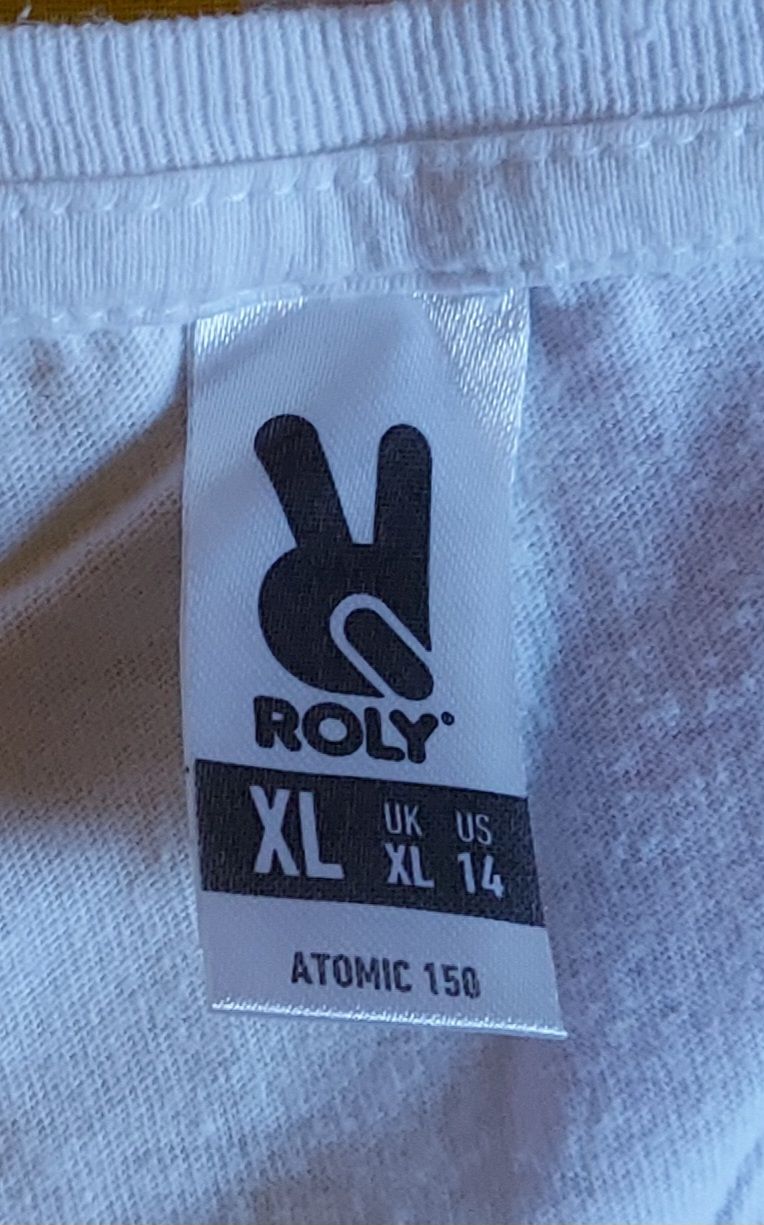 ROLY®
XL UK US
XL 14
ATOMIC 150